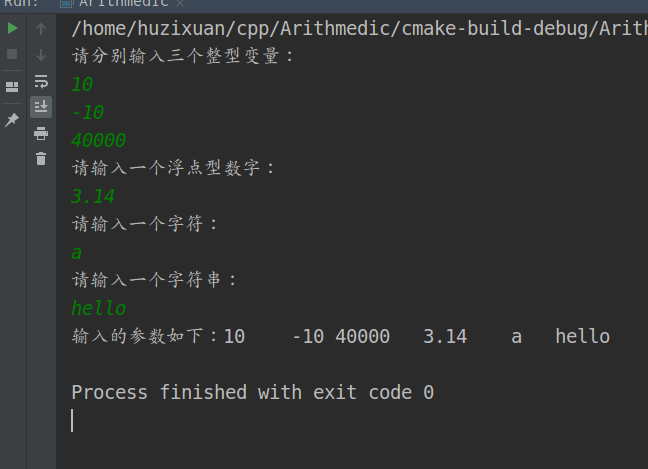 Run: Arithmedic
/home/huzixuan/cpp/Arithmedic/cmake-build-debug/Arith
请分别输入三个整型变量：
10
-10
40000
请输入一个浮点型数字：
3.14
请输入一个字符：
a
请输入一个字符串：
hello
输入的参数如下：10    -10 40000   3.14    a   hello
Process finished with exit code 0